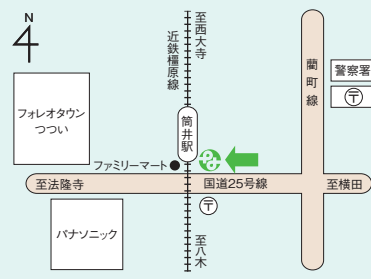 N
至西大寺
近鉄橿原線
藺町線
警察署
〒
フォレオタウン
つつい
筒井駅
ファミリーマート
至法隆寺
国道25号線
至横田
〒
パナソニック
至八木